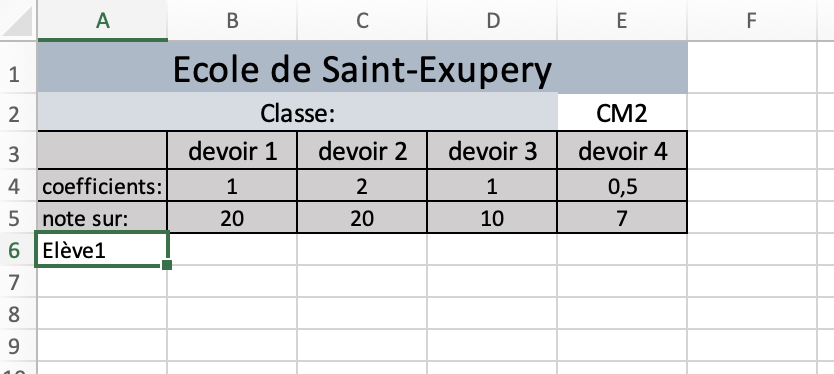 A B C D E F
1 Ecole de Saint-Exupery
2 Classe: CM2
3 devoir 1 devoir 2 devoir 3 devoir 4
4 coefficients: 1 2 1 0,5
5 note sur: 20 20 10 7
6 Elève1
7
8
9
10